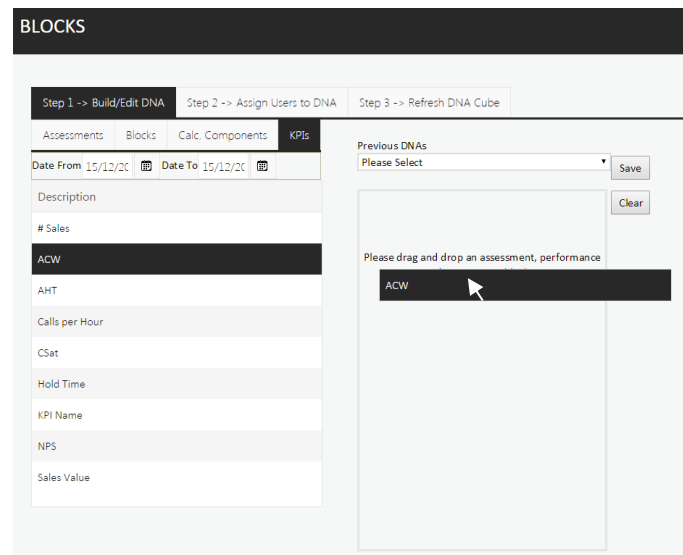 BLOCKS
Step 1 -> Build/Edit DNA Step 2 -> Assign Users to DNA Step 3 -> Refresh DNA Cube
Assessments Blocks Calc. Components KPIs
Date From 15/12/20 Date To 15/12/20
Previous DNAs
Please Select
Save
Clear
Description
# Sales
ACW
AHT
Calls per Hour
CSat
Hold Time
KPI Name
NPS
Sales Value
Please drag and drop an assessment, performance
ACW